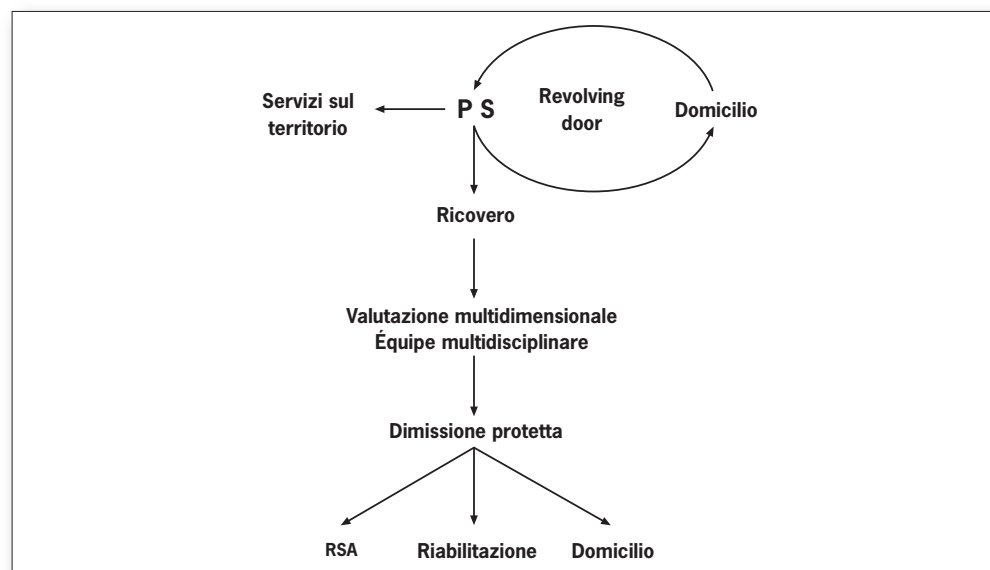 Servizi sul
territorio
P S
Revolving
door
Domicilio
Ricovero
Valutazione multidimensionale
Équipe multidisciplinare
Dimissione protetta
RSA
Riabilitazione
Domicilio